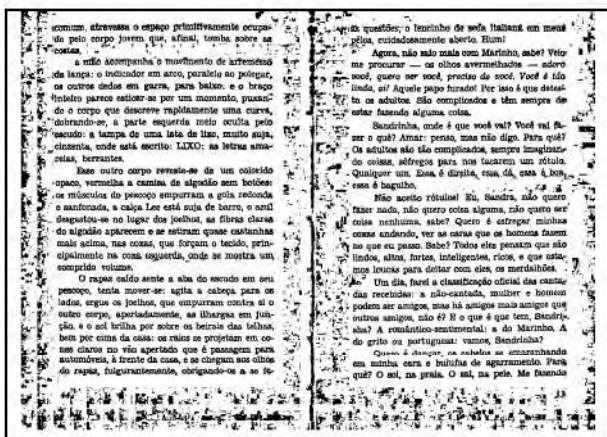 comum, atravessa o espaço primitivamente ocupa-
do pelo corpo jovem que, afinal, tomba sobre as
costas,
a mão acompanha o movimento de arremesso
da lança: o indicador em arco, paralelo ao polegar,
os outros dedos em garra, para baixo: e o braço
inteiro parece esticar-se por um momento, puxan-
do o corpo que descreve rapidamente uma curva,
dobrando-se, a parte esquerda meio oculta pelo
escudo: a tampa de uma lata de lixo, muito suja,
cinzenta, onde está escrito: LIXO: as letras ama-
relas, berrantes.
Esse outro corpo reveste-se de um colorido
opaco, vermelha a camisa de algodão sem botões:
os músculos do pescoço empurram a gola redonda
e sanfonada, a calça Lee está suja de barro, o azul
desgastou-se no lugar dos joelhos, as fibras claras
do algodão aparecem e se estiram quase castanhas
mais acima, nas coxas, que forçam o tecido, prin-
cipalmente na coxa esquerda, onde se mostra um
comprido volume.
O rapaz caído sente a aba do escudo em seu
pescoço, tenta mover-se: agita a cabeça para os
lados, ergue os joelhos, que empurram contra si o
outro corpo, apertadamente, as ilhargas em jun-
ção, e o sol brilha por sobre os beirais das telhas,
bem por cima da casa: os raios se projetam em co-
nes claros no vão apertado que é passagem para
automóveis, à frente da casa, e se chegam aos olhos
do rapaz, fulgurantemente, obrigando-os a se fe-
questões, o lencinho de seda italiana em meus
pêlos, cuidadosamente aberto. Hum!
Agora, não saio mais com Marinho, sabe? Veio
me procurar — os olhos avermelhados — adoro
você, quero ser você, preciso de você. Você é tão
linda, ai! Aquele papo furado! Por isso é que detes-
to os adultos. São complicados e têm sempre de
estar fazendo alguma coisa.
Sandrinha, onde é que você vai? Você vai fa-
zer o quê? Amar: penso, mas não digo. Para quê?
Os adultos são tão complicados, sempre imaginan-
do coisas, sôfregos para nos tacarem um rótulo.
Qualquer um. Essa é direita, essa dá, essa é boa,
essa é bagulho,
Não aceito rótulos! Eu, Sandra, não quero
fazer nada, não quero coisa alguma, não quero ser
coisa nenhuma, sabe? Quero é esfregar minhas
coxas andando, ver as caras que os homens fazem
no que eu passo. Sabe? Todos eles pensam que são
lindos, altos, fortes, inteligentes, ricos, e que esta-
mos loucas para deitar com eles, os merdalhões.
Um dia, farei a classificação oficial das canta-
das recebidas: a não-cantada, mulher e homem
podem ser amigos, mas há amigos mais amigos que
outros amigos, não é? E o que é que tem, Sandri-
nha? A romântico-sentimental: a do Marinho, A
do grito ou portuguesa: vamos, Sandrinha?
Quero é dançar, os cabelos se emaranhando
em minha cara e bulufas de agarramento. Para
quê? O sol, na praia. O sal, na pele. Me fazendo